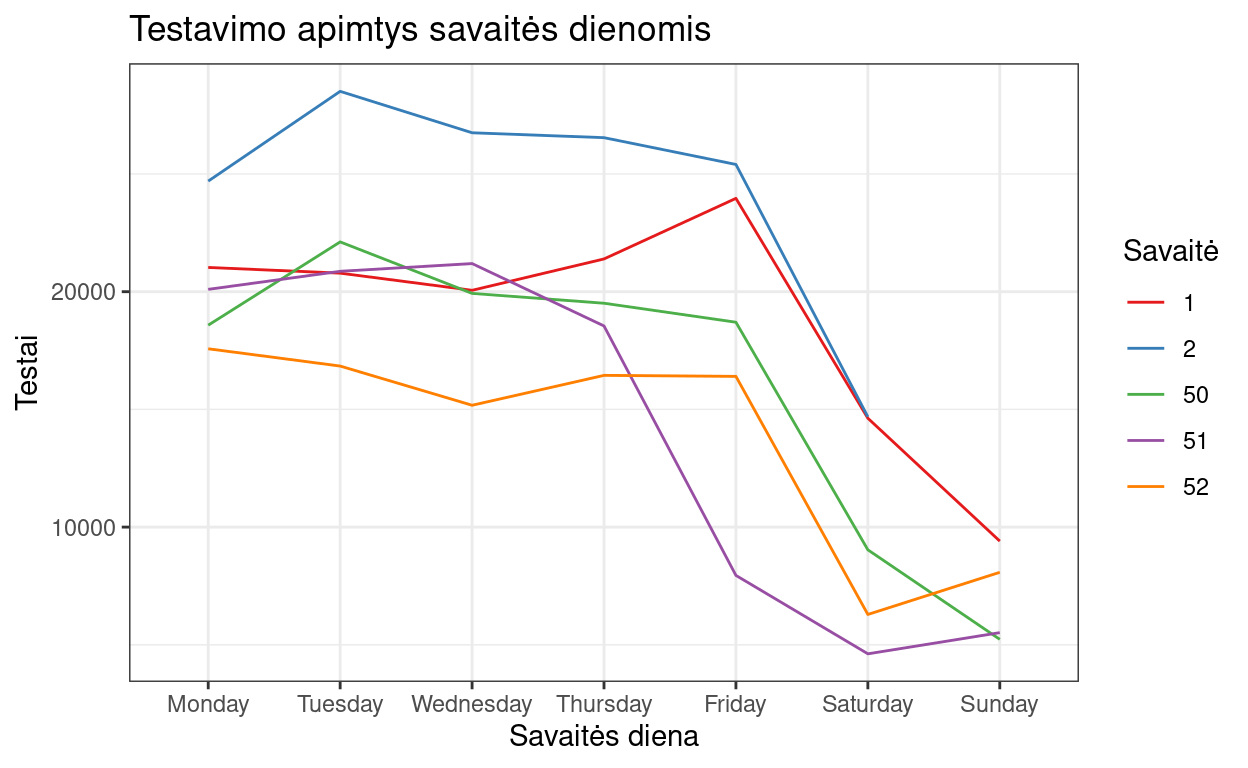 Testavimo apimtys savaitės dienomis
Testai
20000
10000
Monday Tuesday Wednesday Thursday Friday Saturday Sunday
Savaitės diena
Savaitė
1
2
50
51
52